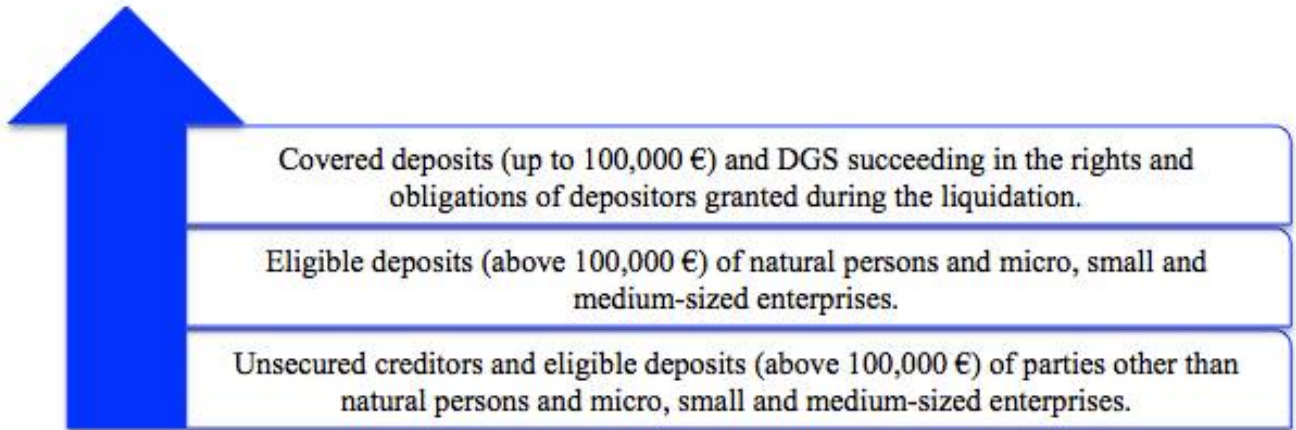 Covered deposits (up to 100,000 €) and DGS succeeding in the rights and
obligations of depositors granted during the liquidation.
Eligible deposits (above 100,000 €) of natural persons and micro, small and
medium-sized enterprises.
Unsecured creditors and eligible deposits (above 100,000 €) of parties other than
natural persons and micro, small and medium-sized enterprises.